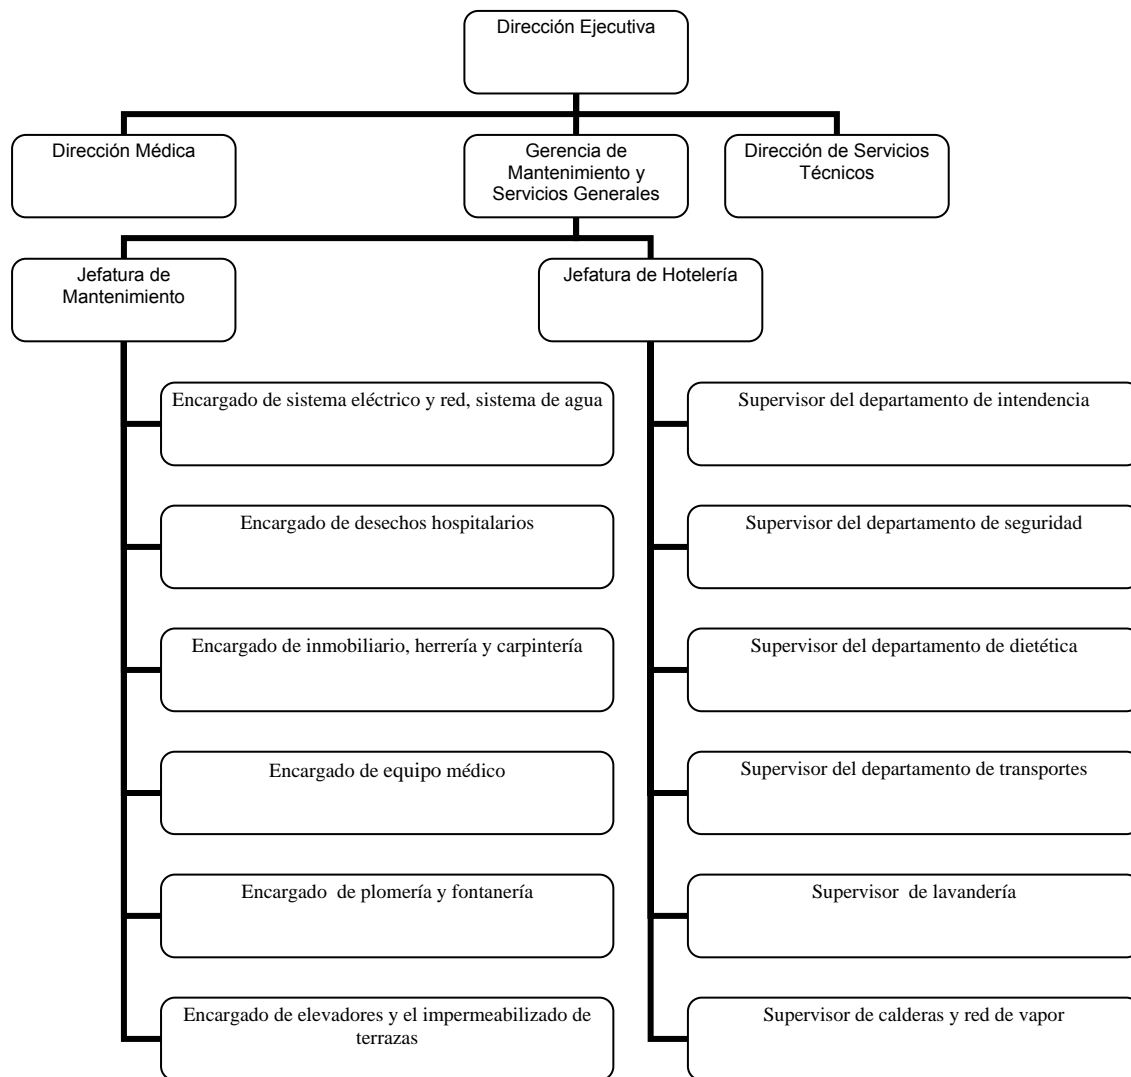 Dirección Ejecutiva
Dirección Médica
Gerencia de
Mantenimiento y
Servicios Generales
Dirección de Servicios
Técnicos
Jefatura de
Mantenimiento
Jefatura de Hotelería
Encargado de sistema eléctrico y red, sistema de agua
Encargado de desechos hospitalarios
Encargado de inmobiliario, herrería y carpintería
Encargado de equipo médico
Encargado de plomería y fontanería
Encargado de elevadores y el impermeabilizado de
terrazas
Supervisor del departamento de intendencia
Supervisor del departamento de seguridad
Supervisor del departamento de dietética
Supervisor del departamento de transportes
Supervisor de lavandería
Supervisor de calderas y red de vapor